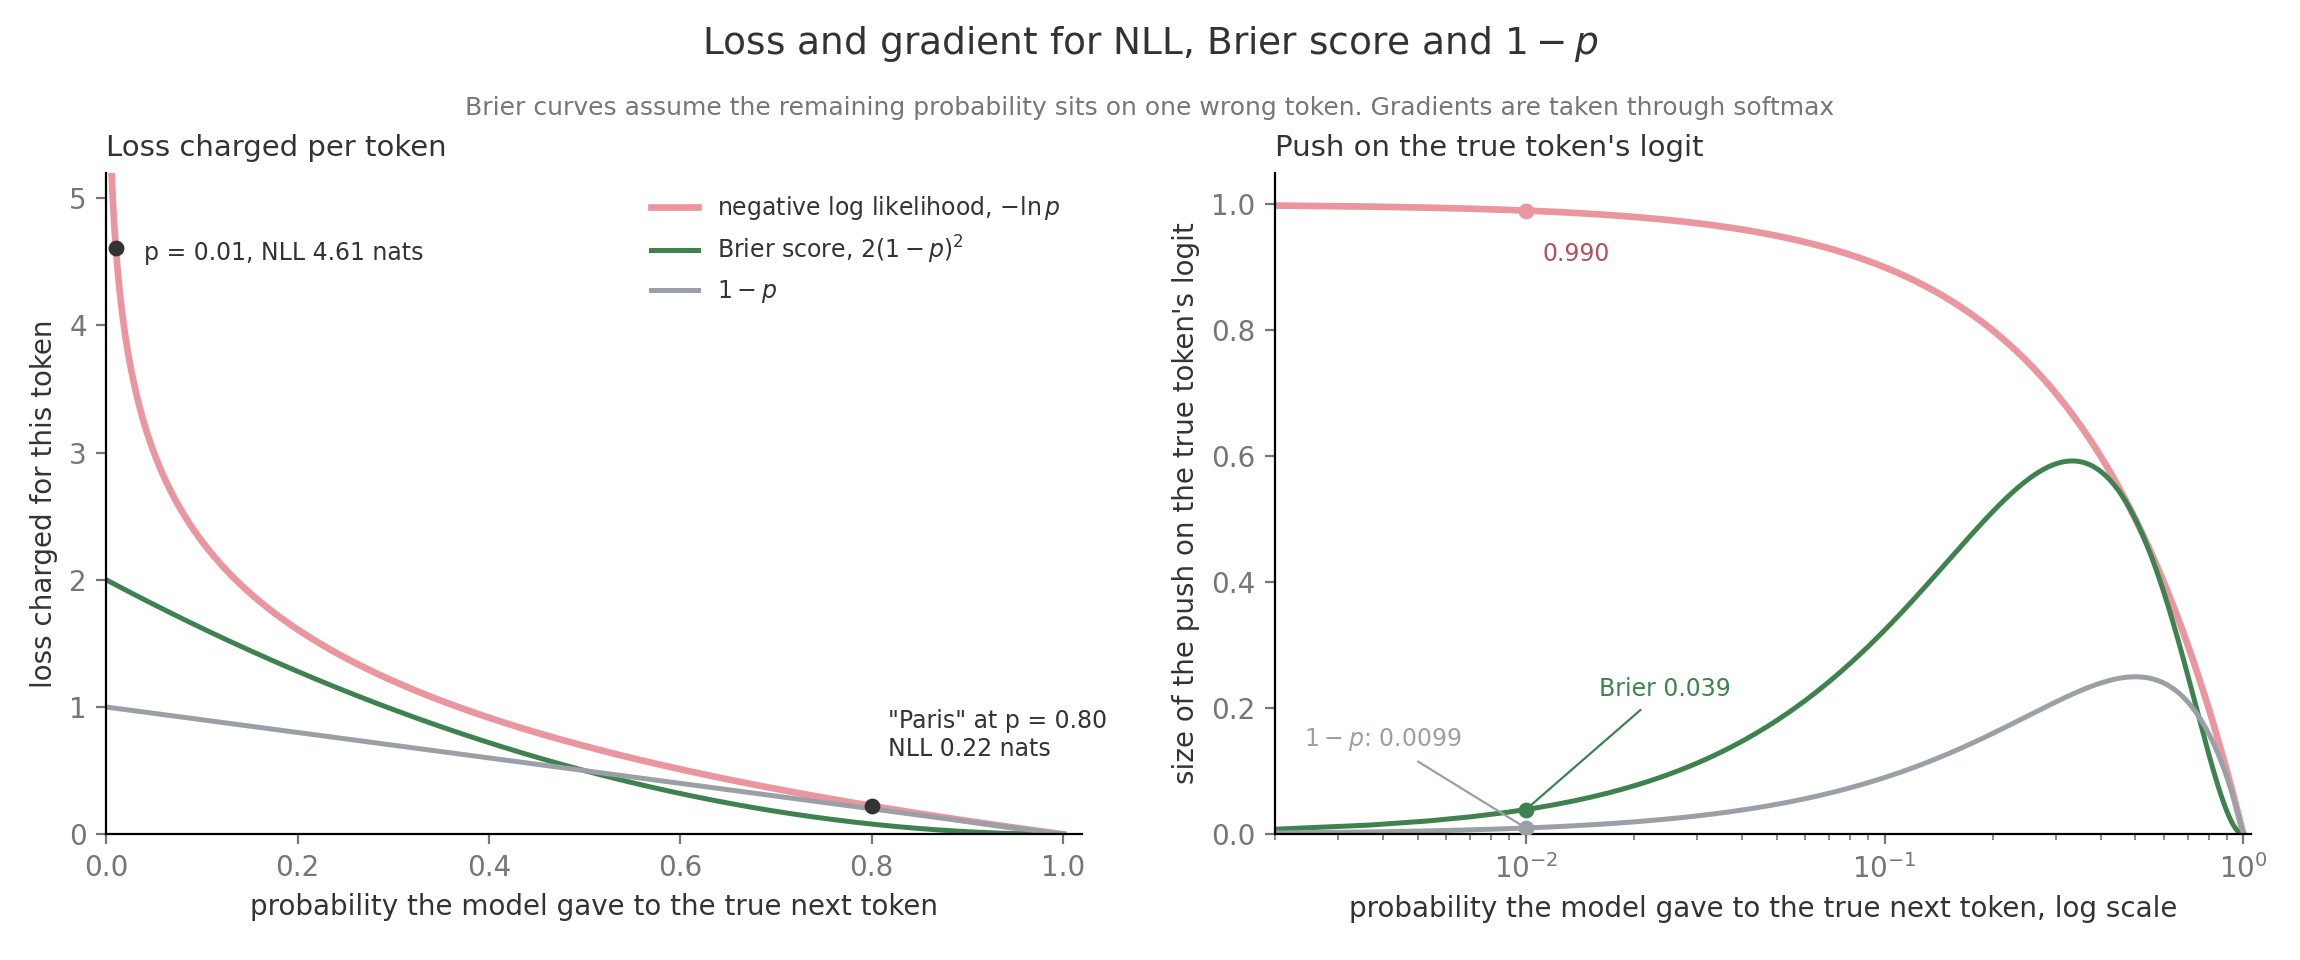 Loss and gradient for NLL, Brier score and 1 − p
Brier curves assume the remaining probability sits on one wrong token. Gradients are taken through softmax
Loss charged per token
loss charged for this token
5
4
3
2
1
0
p = 0.01, NLL 4.61 nats
negative log likelihood, −ln p
Brier score, 2(1 − p)²
1 − p
"Paris" at p = 0.80
NLL 0.22 nats
0.0 0.2 0.4 0.6 0.8 1.0
probability the model gave to the true next token
Push on the true token's logit
size of the push on the true token's logit
1.0
0.8
0.6
0.4
0.2
0.0
0.990
Brier 0.039
1 − p: 0.0099
10⁻² 10⁻¹ 10⁰
probability the model gave to the true next token, log scale